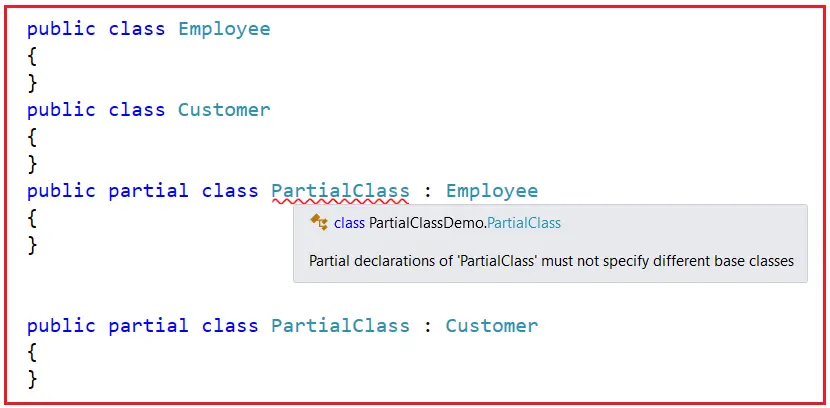 public class Employee
{
}
public class Customer
{
}
public partial class PartialClass : Employee
{
class PartialClassDemo.PartialClass
}
Partial declarations of 'PartialClass' must not specify different base classes
public partial class PartialClass : Customer
{
}